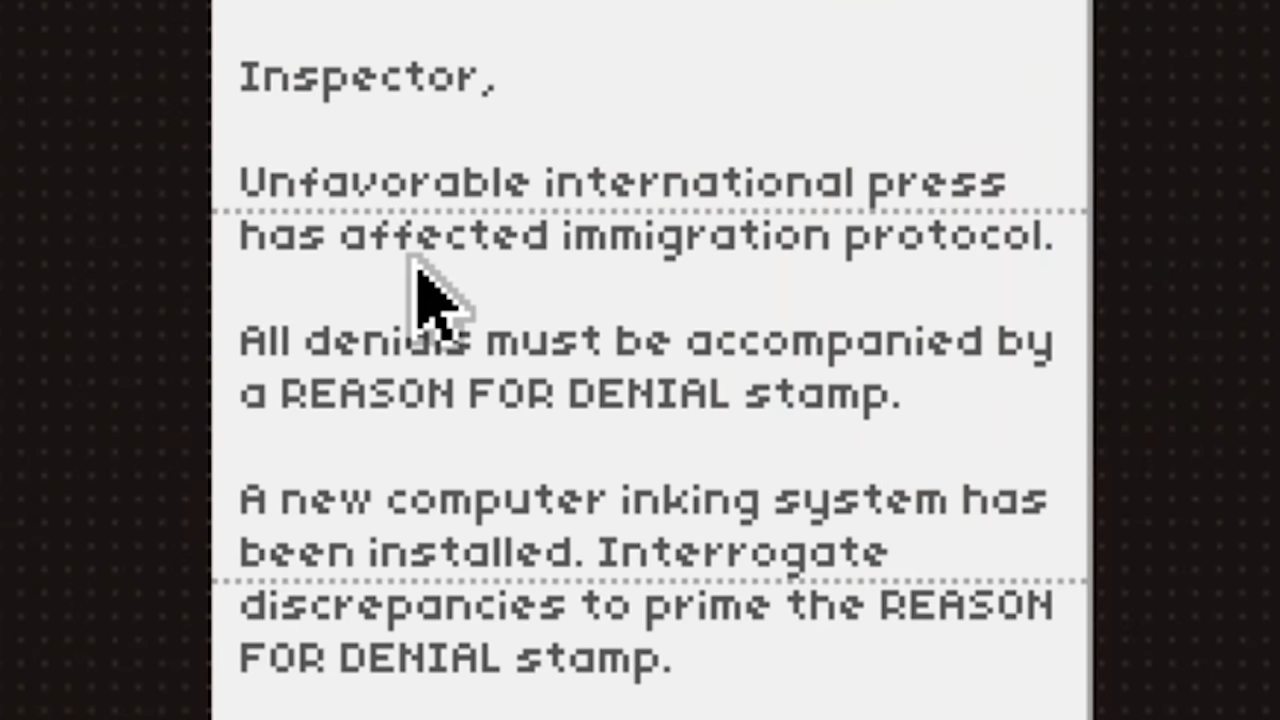 Inspector,
Unfavorable international press
has affected immigration protocol.
All denials must be accompanied by
a REASON FOR DENIAL stamp.
A new computer inking system has
been installed. Interrogate
discrepancies to prime the REASON
FOR DENIAL stamp.